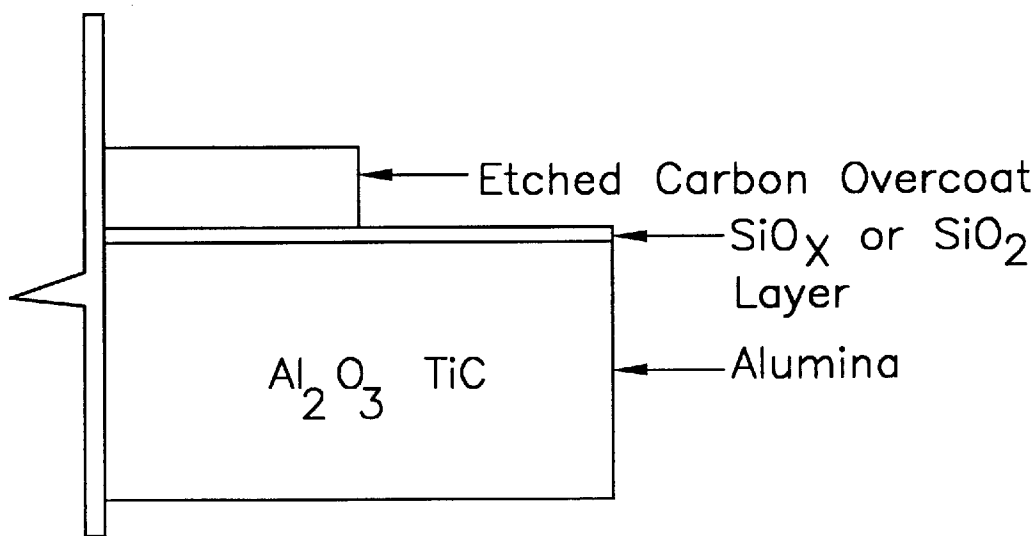 Etched Carbon Overcoat
SiOₓ or SiO₂
Layer
Al₂O₃ TiC
Alumina